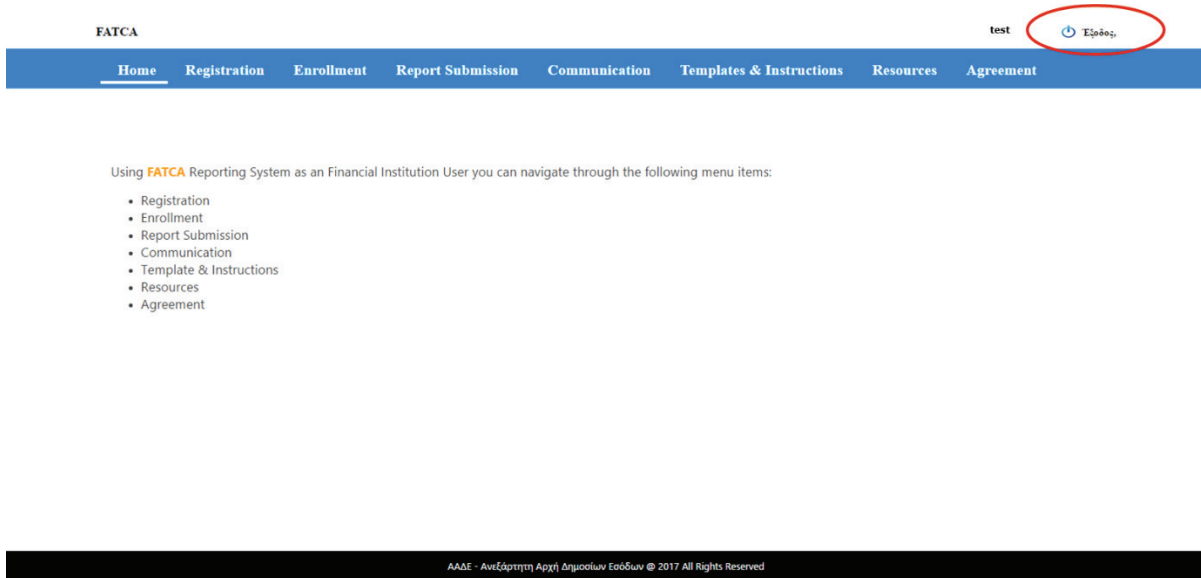 FATCA test Έξοδος,
Home Registration Enrollment Report Submission Communication Templates & Instructions Resources Agreement
Using FATCA Reporting System as an Financial Institution User you can navigate through the following menu items:
• Registration
• Enrollment
• Report Submission
• Communication
• Template & Instructions
• Resources
• Agreement
ΑΑΔΕ - Ανεξάρτητη Αρχή Δημοσίων Εσόδων @ 2017 All Rights Reserved